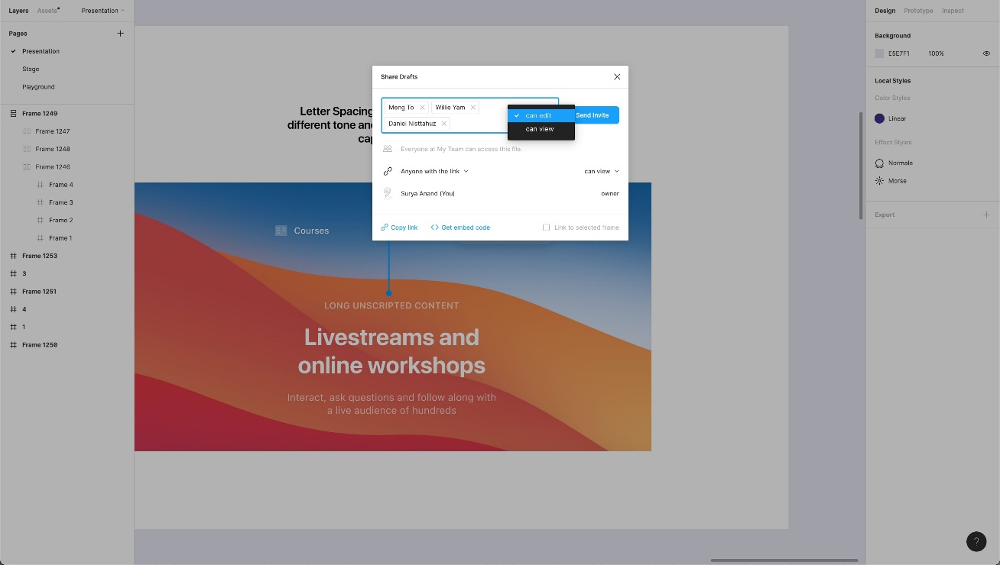 Layers Assets Presentation
Pages
Presentation
Stage
Playground
Frame 1249
Frame 1247
Frame 1248
Frame 1246
Frame 4
Frame 3
Frame 2
Frame 1
Frame 1253
3
Frame 1251
4
1
Frame 1250
Letter Spacing
different tone and
cap
Courses
LONG UNSCRIPTED CONTENT
Livestreams and
online workshops
Interact, ask questions and follow along with
a live audience of hundreds
Share Drafts
Meng To Willie Yam
Daniel Nisttahuz
can edit
can view
Send Invite
Everyone at My Team can access this file.
Anyone with the link can view
Surya Anand (You) owner
Copy link Get embed code Link to selected frame
Design Prototype Inspect
Background
E5E7F1 100%
Local Styles
Color Styles
Linear
Effect Styles
Normale
Morse
Export
?